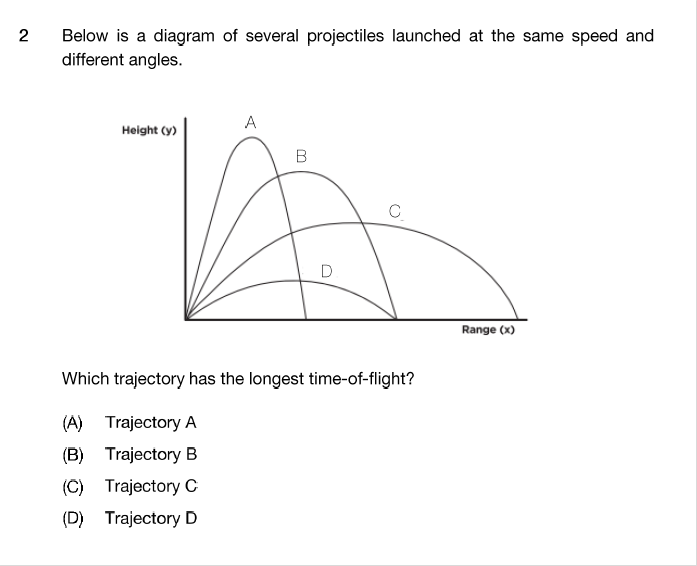 2 Below is a diagram of several projectiles launched at the same speed and
different angles.
A
Height (y)
B
C
D
Range (x)
Which trajectory has the longest time-of-flight?
(A) Trajectory A
(B) Trajectory B
(C) Trajectory C
(D) Trajectory D